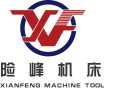 险峰机床
XIANFENG MACHINE TOOL